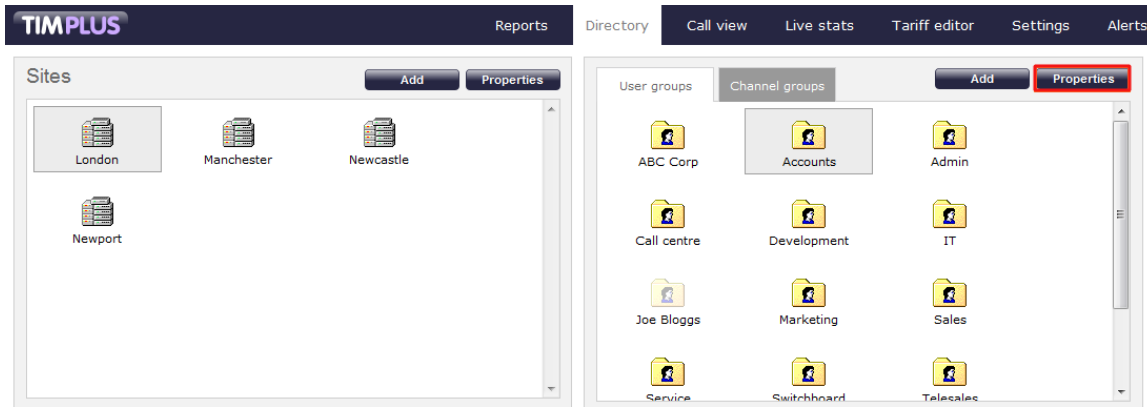 TIMPLUS
Reports Directory Call view Live stats Tariff editor Settings Alerts
Sites Add Properties
London Manchester Newcastle
Newport
User groups Channel groups Add Properties
ABC Corp Accounts Admin
Call centre Development IT
Joe Bloggs Marketing Sales
Service Switchboard Telesales